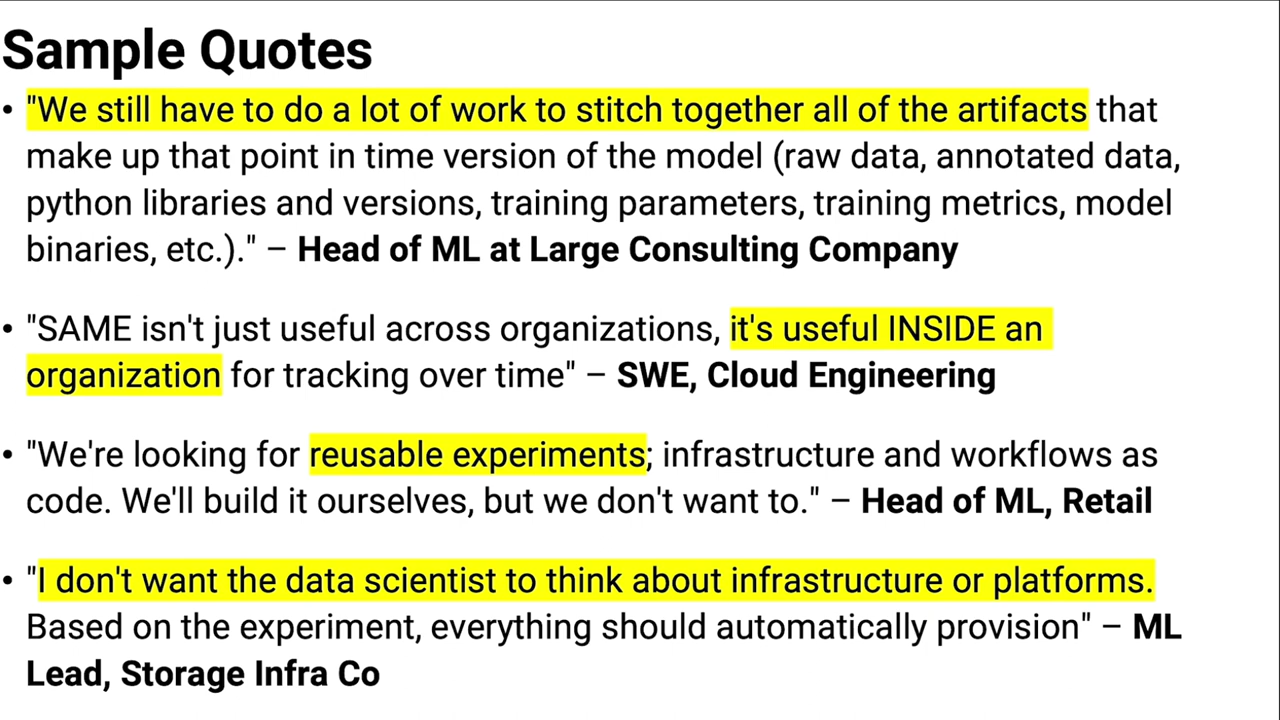 Sample Quotes
• "We still have to do a lot of work to stitch together all of the artifacts that
make up that point in time version of the model (raw data, annotated data,
python libraries and versions, training parameters, training metrics, model
binaries, etc.)." – Head of ML at Large Consulting Company
• "SAME isn't just useful across organizations, it's useful INSIDE an
organization for tracking over time" – SWE, Cloud Engineering
• "We're looking for reusable experiments; infrastructure and workflows as
code. We'll build it ourselves, but we don't want to." – Head of ML, Retail
• "I don't want the data scientist to think about infrastructure or platforms.
Based on the experiment, everything should automatically provision" – ML
Lead, Storage Infra Co